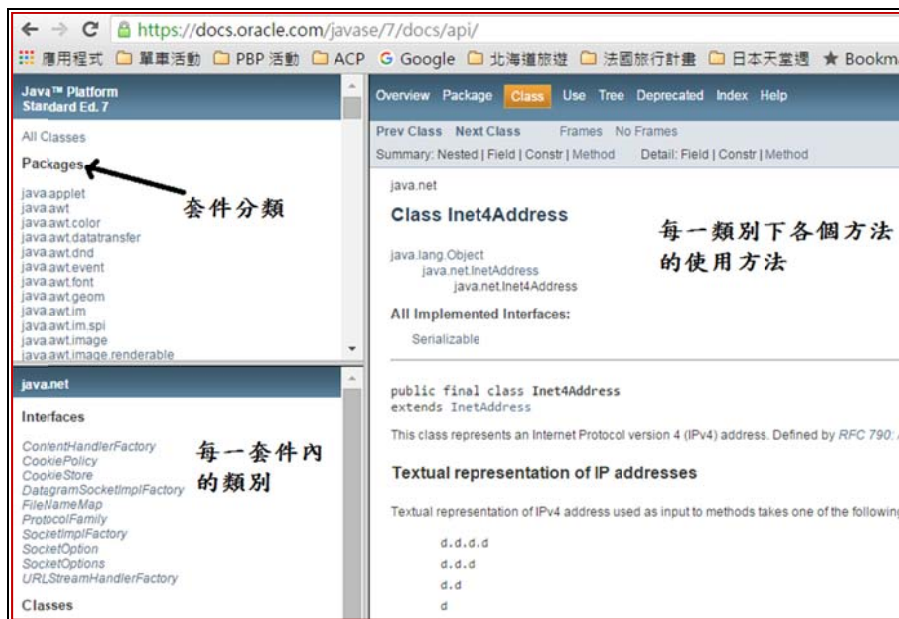 https://docs.oracle.com/javase/7/docs/api/
應用程式 單車活動 PBP 活動 ACP Google 北海道旅遊 法國旅行計畫 日本天堂遇 Bookm
Java™ Platform
Standard Ed. 7
All Classes
Packages
套件分類
java.applet
java.awt
java.awt.color
java.awt.datatransfer
java.awt.dnd
java.awt.event
java.awt.font
java.awt.geom
java.awt.im
java.awt.im.spi
java.awt.image
java.awt.image.renderable
java.net
Interfaces
ContentHandlerFactory
CookiePolicy
CookieStore
DatagramSocketImplFactory
FileNameMap
ProtocolFamily
SocketImplFactory
SocketOption
SocketOptions
URLStreamHandlerFactory
每一套件內
的類別
Classes
Overview Package Class Use Tree Deprecated Index Help
Prev Class Next Class Frames No Frames
Summary: Nested | Field | Constr | Method Detail: Field | Constr | Method
java.net
Class Inet4Address
每一類別下各個方法
的使用方法
java.lang.Object
java.net.InetAddress
java.net.Inet4Address
All Implemented Interfaces:
Serializable
public final class Inet4Address
extends InetAddress
This class represents an Internet Protocol version 4 (IPv4) address. Defined by RFC 790:
Textual representation of IP addresses
Textual representation of IPv4 address used as input to methods takes one of the following
d.d.d.d
d.d.d
d.d
d